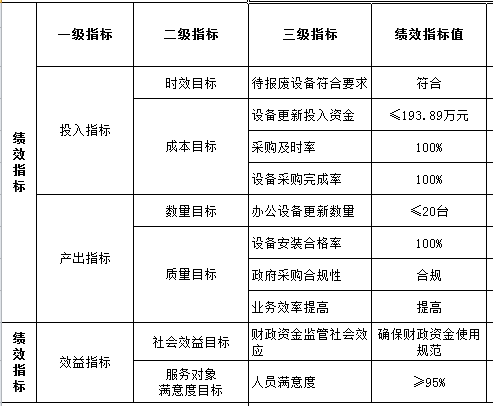 一级指标 二级指标 三级指标 绩效指标值
绩效指标
投入指标
时效目标 待报废设备符合要求 符合
成本目标
设备更新投入资金 ≤193.89万元
采购及时率 100%
设备采购完成率 100%
产出指标
数量目标 办公设备更新数量 ≤20台
质量目标
设备安装合格率 100%
政府采购合规性 合规
业务效率提高 提高
绩效指标
效益指标
社会效益目标 财政资金监管社会效 确保财政资金使用
应 规范
服务对象
满意度目标 人员满意度 ≥95%